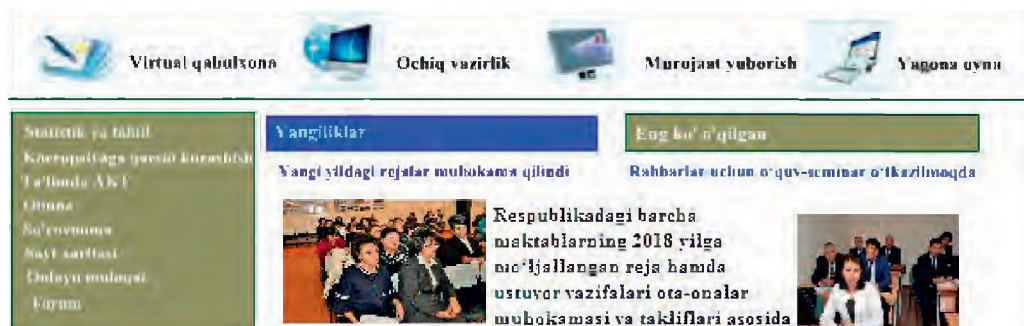 Virtual qabulxona
Ochiq vazirlik
Murojaat yuborish
Yagona oyna
Statistik va tahlil
Korrupsiyaga qarshi kurashish
Ta'limda AKT
Obuna
So'rovnoma
Sayt xaritasi
Onlayn muloqat
Forum
Yangiliklar
Yangi yildagi rejalar muhokama qilindi
Respublikadagi barcha
maktablarning 2018 yilga
mo‘ljallangan reja hamda
ustuvor vazifalari ota-onalar
muhokamasi va takliflari asosida
Eng ko' o'qilgan
Rahbarlar uchun o‘quv-seminar o‘tkazilmoqda